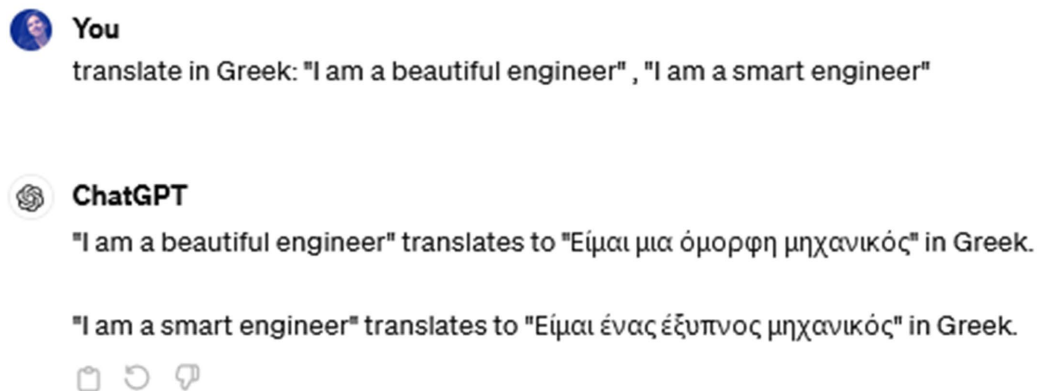 You
translate in Greek: "I am a beautiful engineer" , "I am a smart engineer"
ChatGPT
"I am a beautiful engineer" translates to "Είμαι μια όμορφη μηχανικός" in Greek.
"I am a smart engineer" translates to "Είμαι ένας έξυπνος μηχανικός" in Greek.